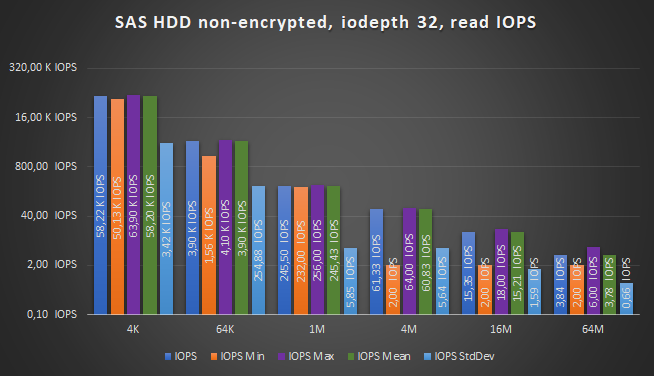 SAS HDD non-encrypted, iodepth 32, read IOPS
320,00 K IOPS
16,00 K IOPS
800,00 IOPS
40,00 IOPS
2,00 IOPS
0,10 IOPS
58,22 K IOPS
50,13 K IOPS
63,90 K IOPS
58,20 K IOPS
3,42 K IOPS
3,90 K IOPS
1,56 K IOPS
4,10 K IOPS
3,90 K IOPS
254,88 IOPS
245,50 IOPS
232,00 IOPS
256,00 IOPS
245,43 IOPS
5,85 IOPS
61,33 IOPS
2,00 IOPS
64,00 IOPS
60,83 IOPS
5,64 IOPS
15,35 IOPS
2,00 IOPS
18,00 IOPS
15,21 IOPS
1,59 IOPS
3,84 IOPS
2,00 IOPS
6,00 IOPS
3,78 IOPS
0,66 IOPS
4K 64K 1M 4M 16M 64M
IOPS IOPS Min IOPS Max IOPS Mean IOPS StdDev